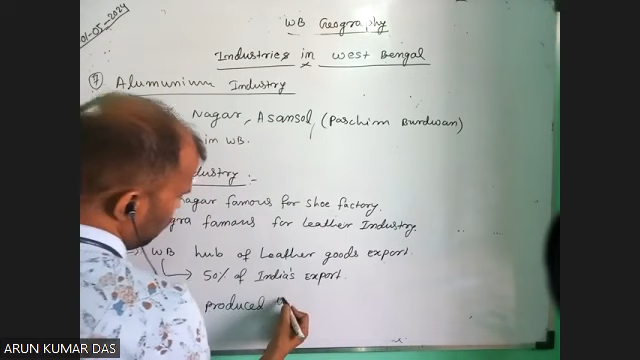 01-05-2024
WB Geography
Industries in West Bengal
7 Alumunium Industry
Nagar, Asansol, (Paschim Burdwan)
in WB.
dustry :-
nagar famous for shoe factory.
gra famous for Leather Industry.
→ WB hub of Leather goods export.
→ 50% of India's Export.
produced
ARUN KUMAR DAS